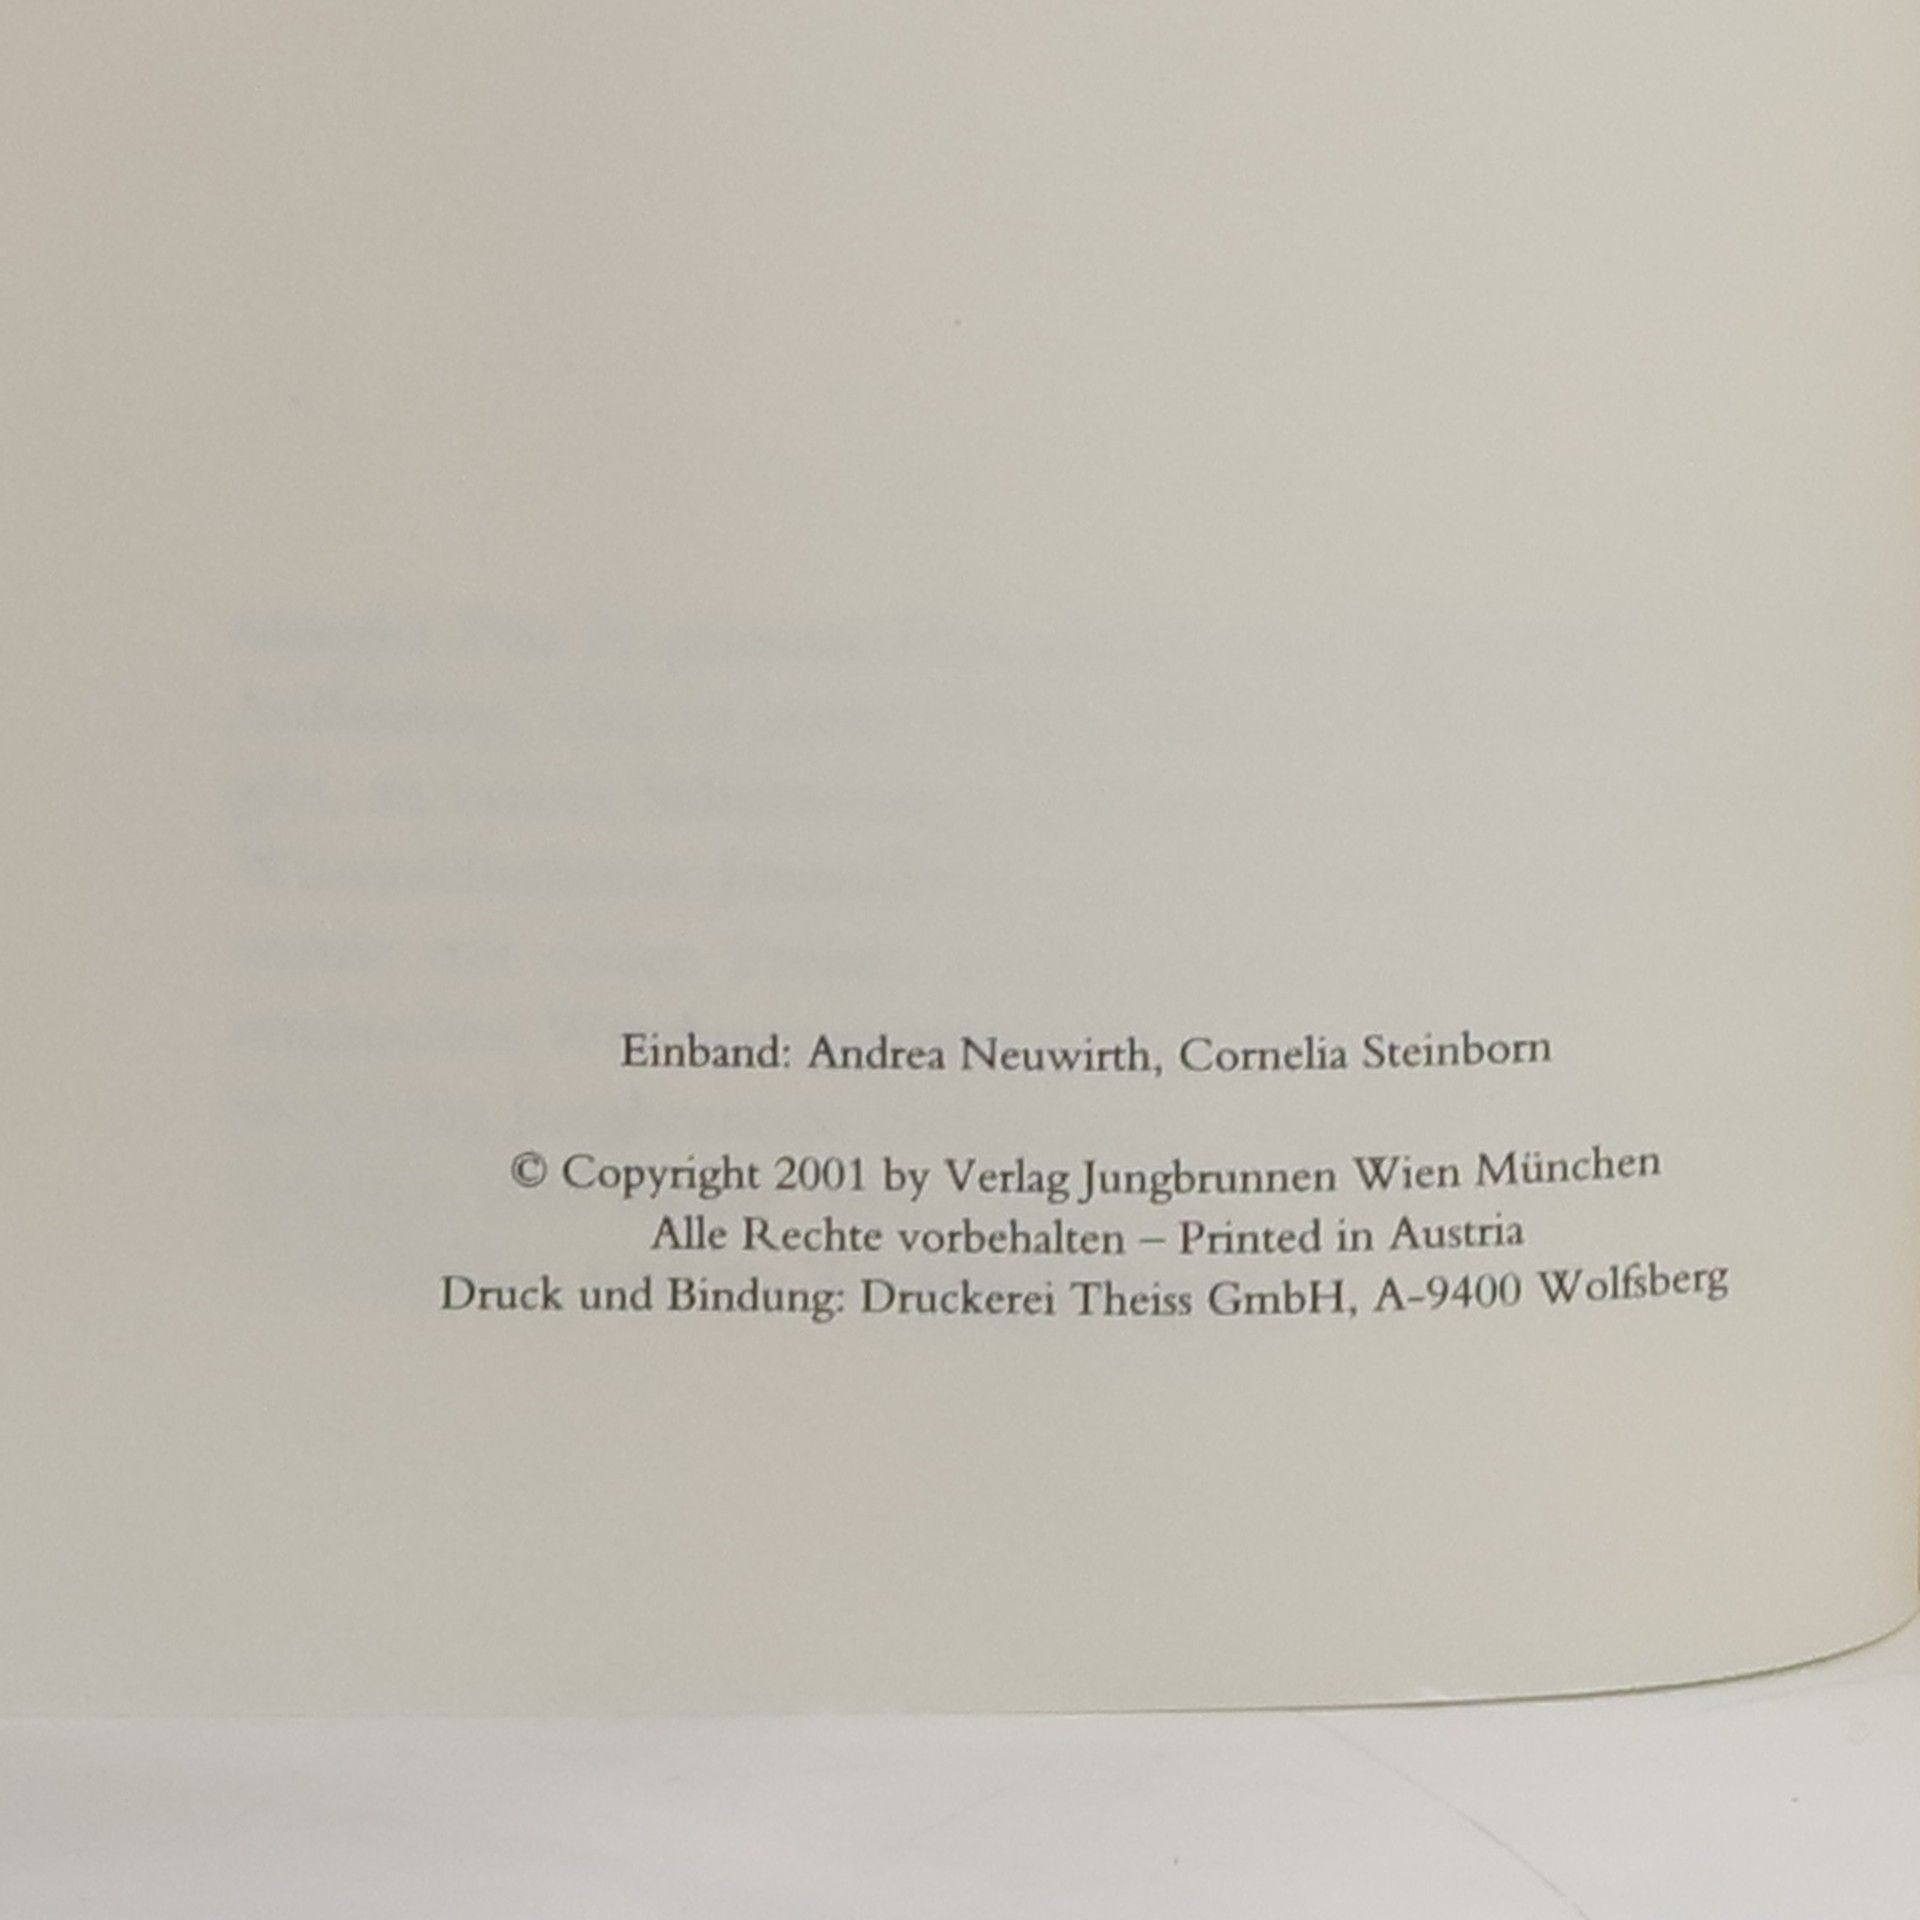 Einband: Andrea Neuwirth, Cornelia Steinborn
© Copyright 2001 by Verlag Jungbrunnen Wien München
Alle Rechte vorbehalten – Printed in Austria
Druck und Bindung: Druckerei Theiss GmbH, A-9400 Wolfsberg